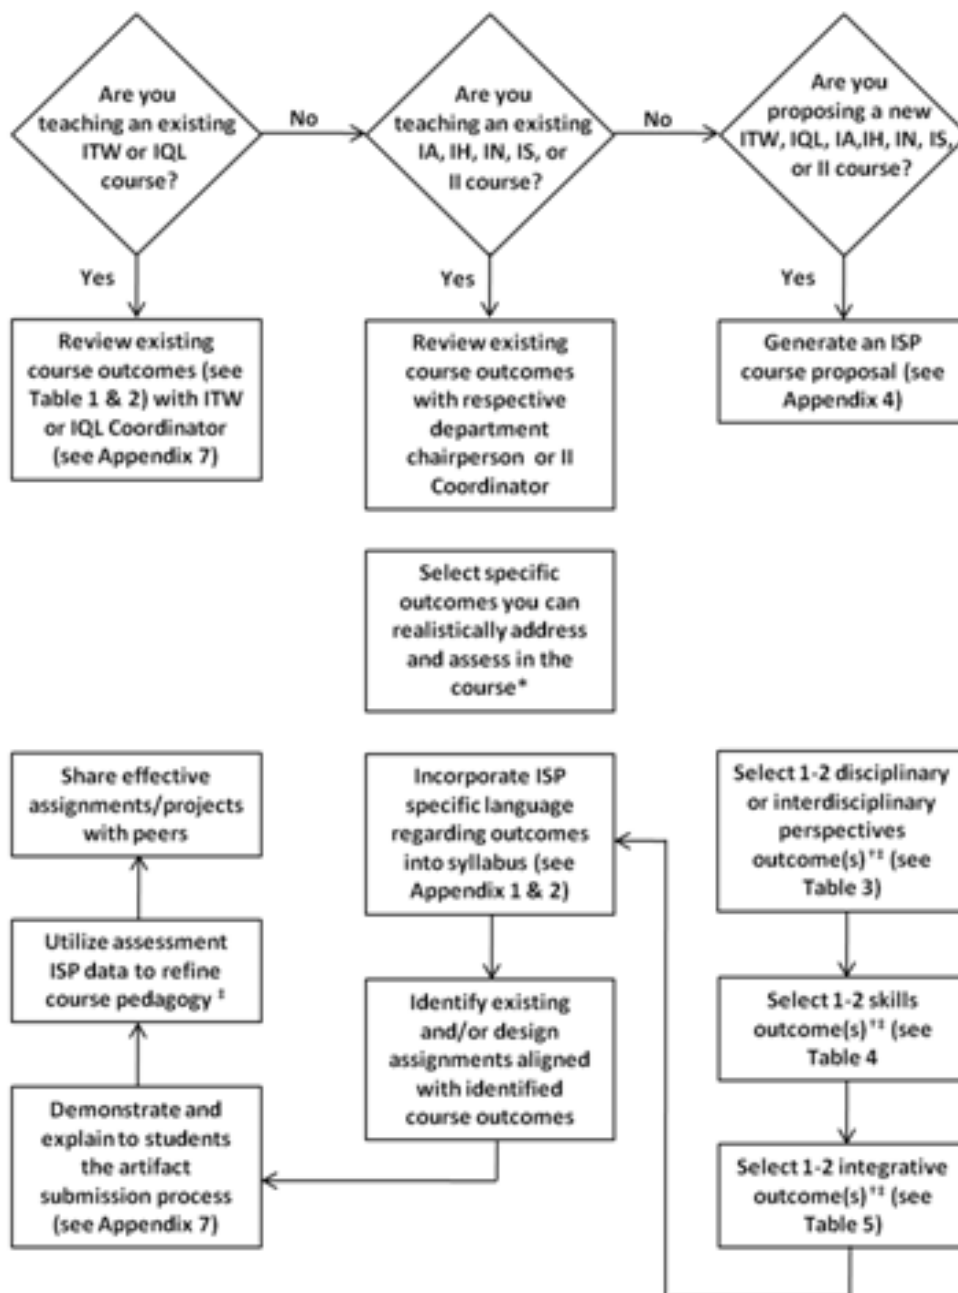 Are you
teaching an existing
ITW or IQL
course?
No
Are you
teaching an existing
IA, IH, IN, IS, or
II course?
No
Are you
proposing a new
ITW, IQL, IA,IH, IN, IS,
or II course?
Yes
Yes
Yes
Review existing
course outcomes (see
Table 1 & 2) with ITW
or IQL Coordinator
(see Appendix 7)
Review existing
course outcomes
with respective
department
chairperson or II
Coordinator
Generate an ISP
course proposal (see
Appendix 4)
Select specific
outcomes you can
realistically address
and assess in the
course*
Share effective
assignments/projects
with peers
Incorporate ISP
specific language
regarding outcomes
into syllabus (see
Appendix 1 & 2)
Select 1-2 disciplinary
or interdisciplinary
perspectives
outcome(s)†‡ (see
Table 3)
Utilize assessment
ISP data to refine
course pedagogy ‡
Identify existing
and/or design
assignments aligned
with identified
course outcomes
Select 1-2 skills
outcome(s)†‡ (see
Table 4
Demonstrate and
explain to students
the artifact
submission process
(see Appendix 7)
Select 1-2 integrative
outcome(s)†‡ (see
Table 5)